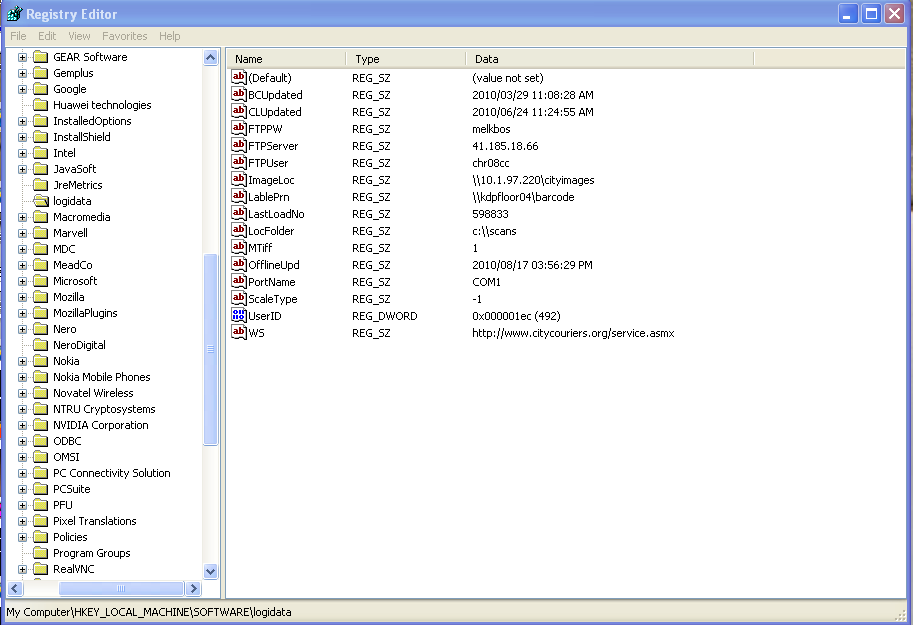 Registry Editor
File Edit View Favorites Help
GEAR Software
Gemplus
Google
Huawei technologies
InstalledOptions
InstallShield
Intel
JavaSoft
JreMetrics
logidata
Macromedia
Marvell
MDC
MeadCo
Microsoft
Mozilla
MozillaPlugins
Nero
NeroDigital
Nokia
Nokia Mobile Phones
Novatel Wireless
NTRU Cryptosystems
NVIDIA Corporation
ODBC
OMSI
PC Connectivity Solution
PCSuite
PFU
Pixel Translations
Policies
Program Groups
RealVNC
Name Type Data
(Default) REG_SZ (value not set)
BCUpdated REG_SZ 2010/03/29 11:08:28 AM
CLUpdated REG_SZ 2010/06/24 11:24:55 AM
FTPPW REG_SZ melkbos
FTPServer REG_SZ 41.185.18.66
FTPUser REG_SZ chr08cc
ImageLoc REG_SZ \\10.1.97.220\cityimages
LablePrn REG_SZ \\kdpfloor04\barcode
LastLoadNo REG_SZ 598833
LocFolder REG_SZ c:\\scans
MTiff REG_SZ 1
OfflineUpd REG_SZ 2010/08/17 03:56:29 PM
PortName REG_SZ COM1
ScaleType REG_SZ -1
UserID REG_DWORD 0x000001ec (492)
WS REG_SZ http://www.citycouriers.org/service.asmx
My Computer\HKEY_LOCAL_MACHINE\SOFTWARE\logidata